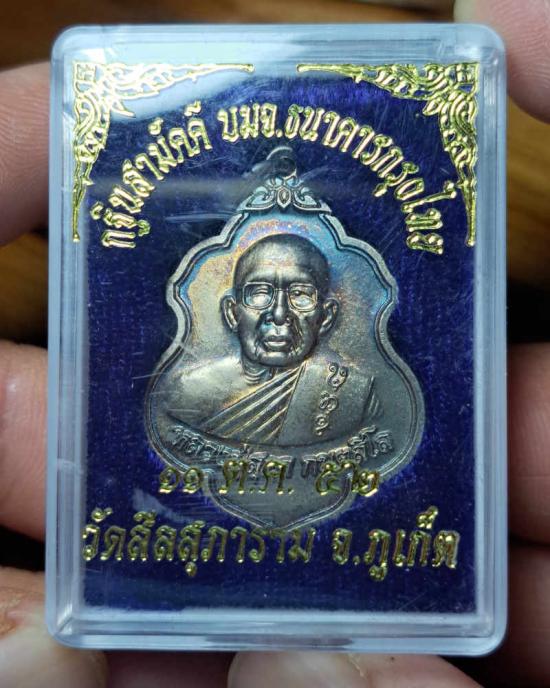 กฐินสามัคคี บมจ.ธนาคารกรุงไทย
๑๑ ต.ค. ๕๒
วัดสีลสุภาราม จ.ภูเก็ต